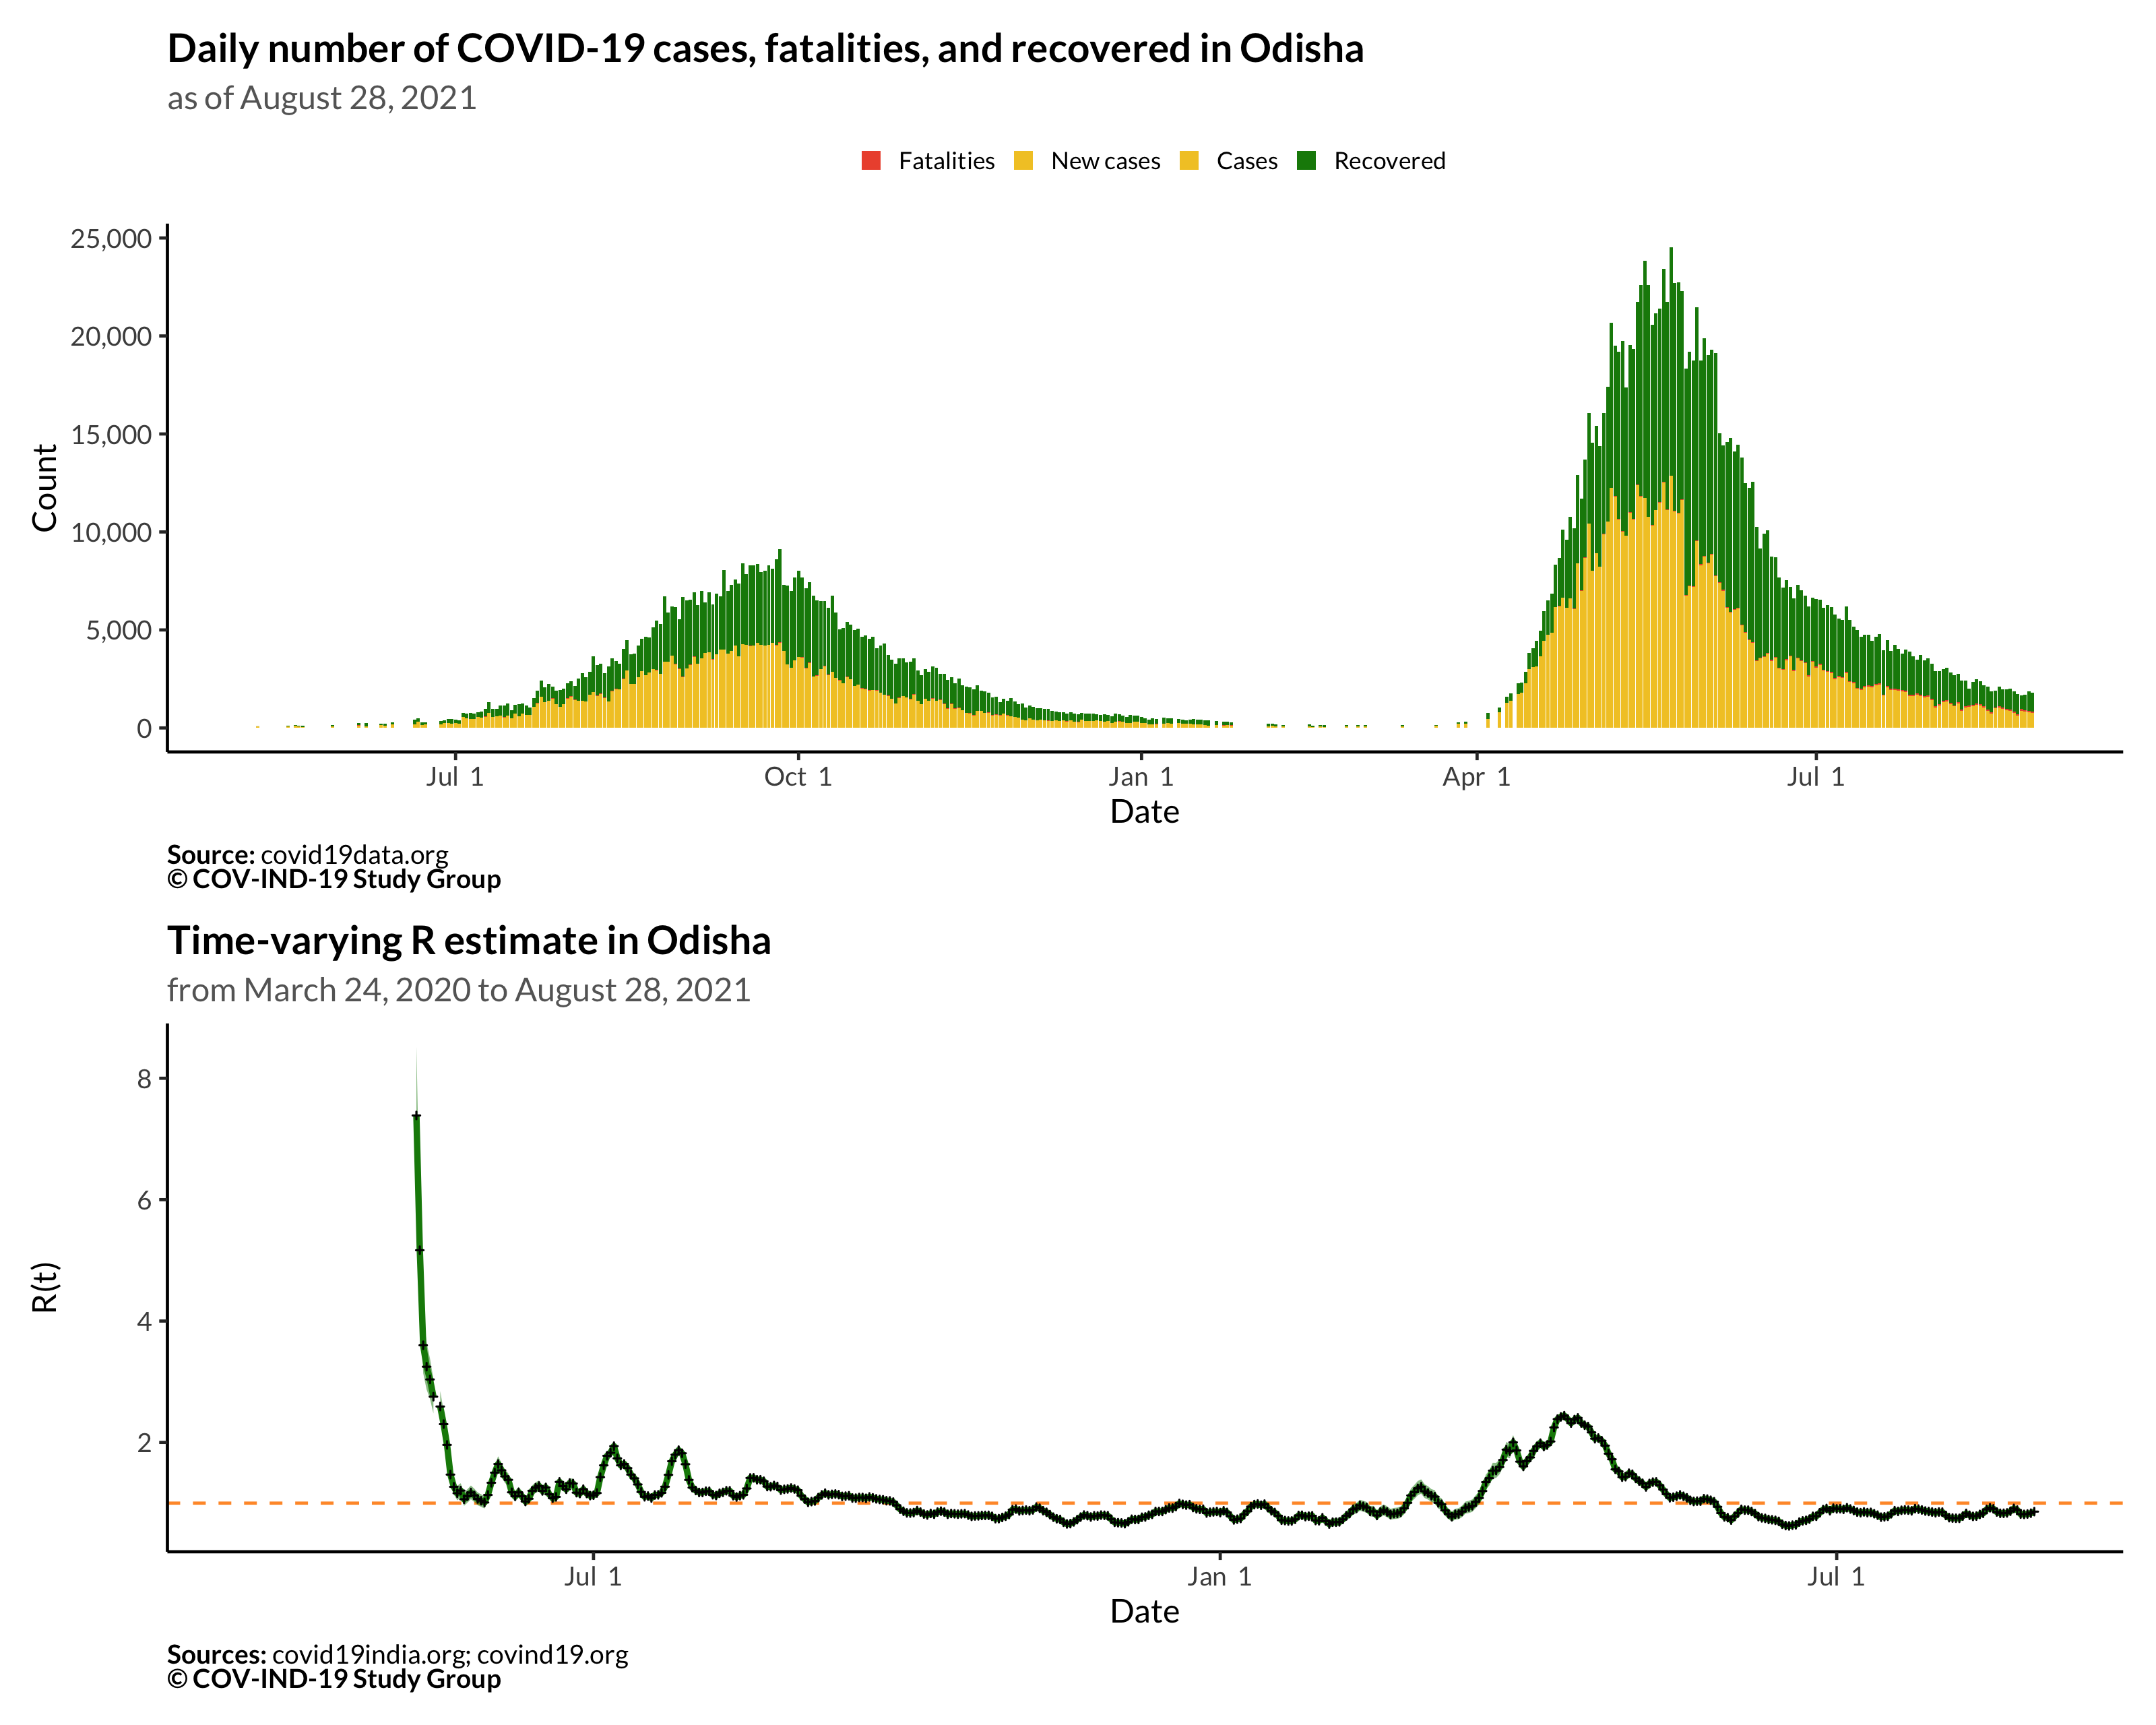 Daily number of COVID-19 cases, fatalities, and recovered in Odisha
as of August 28, 2021
Fatalities New cases Cases Recovered
25,000
20,000
15,000
10,000
5,000
0
Count
Jul 1 Oct 1 Jan 1 Apr 1 Jul 1
Date
Source: covid19data.org
© COV-IND-19 Study Group
Time-varying R estimate in Odisha
from March 24, 2020 to August 28, 2021
8
6
4
2
R(t)
Jul 1 Jan 1 Jul 1
Date
Sources: covid19india.org; covind19.org
© COV-IND-19 Study Group